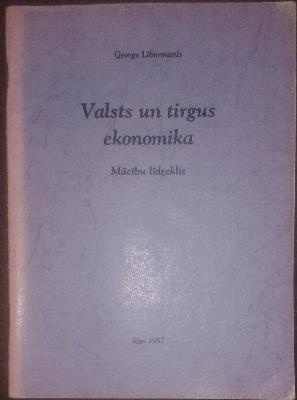 Georgs Libermanis
Valsts un tirgus
ekonomika
Mācību līdzeklis
Rīga 1997